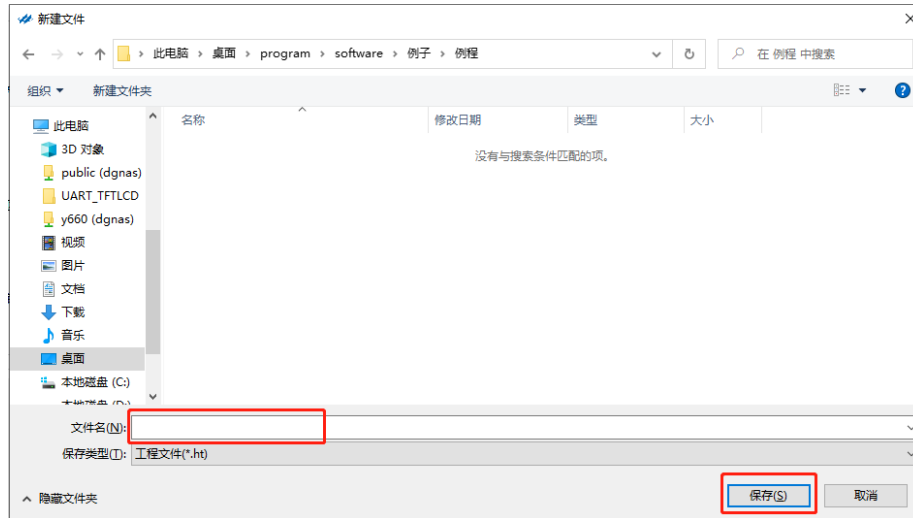 新建文件
此电脑 › 桌面 › program › software › 例子 › 例程
在 例程 中搜索
组织
新建文件夹
名称
修改日期
类型
大小
没有与搜索条件匹配的项。
此电脑
3D 对象
public (dgnas)
UART_TFTLCD
y660 (dgnas)
视频
图片
文档
下载
音乐
桌面
本地磁盘 (C:)
本地磁盘 (D:)
文件名(N):
保存类型(T): 工程文件(*.ht)
隐藏文件夹
保存(S)
取消